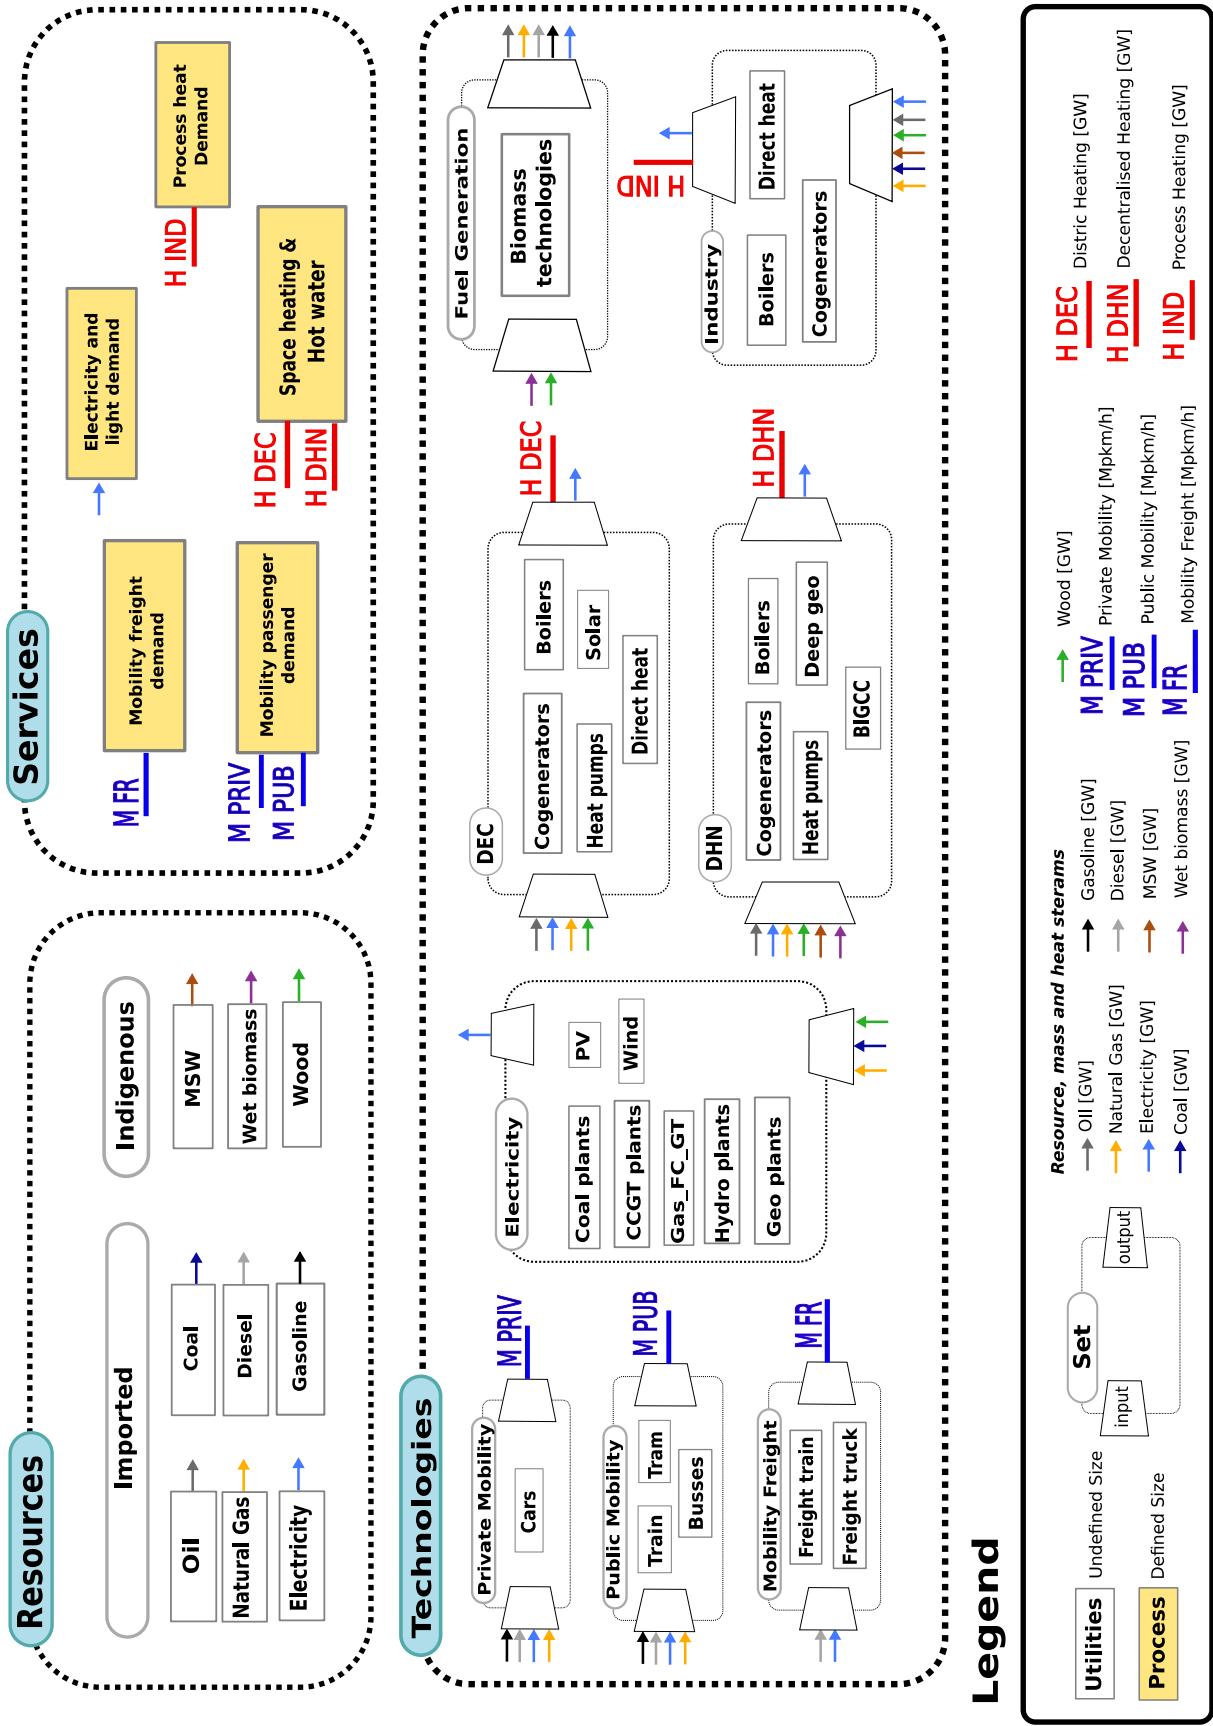 Resources
Imported
Oil
Natural Gas
Electricity
Coal
Diesel
Gasoline
Indigenous
MSW
Wet biomass
Wood
Services
Mobility freight
demand
M FR
Mobility passenger
demand
M PRIV
M PUB
Electricity and
light demand
Space heating &
Hot water
H DEC
H DHN
Process heat
Demand
H IND
Technologies
Private Mobility
Cars
M PRIV
Public Mobility
Train
Tram
Busses
M PUB
Mobility Freight
Freight train
Freight truck
M FR
Electricity
Coal plants
CCGT plants
Gas_FC_GT
Hydro plants
Geo plants
PV
Wind
DEC
Cogenerators
Boilers
Heat pumps
Solar
Direct heat
H DEC
DHN
Cogenerators
Boilers
Heat pumps
Deep geo
BIGCC
H DHN
Fuel Generation
Biomass
technologies
Industry
Boilers
Direct heat
Cogenerators
H IND
Legend
Utilities
Undefined Size
Process
Defined Size
Set
input
output
Resource, mass and heat sterams
Oil [GW]
Natural Gas [GW]
Electricity [GW]
Coal [GW]
Gasoline [GW]
Diesel [GW]
MSW [GW]
Wet biomass [GW]
Wood [GW]
M PRIV
Private Mobility [Mpkm/h]
M PUB
Public Mobility [Mpkm/h]
M FR
Mobility Freight [Mpkm/h]
H DEC
Distric Heating [GW]
H DHN
Decentralised Heating [GW]
H IND
Process Heating [GW]